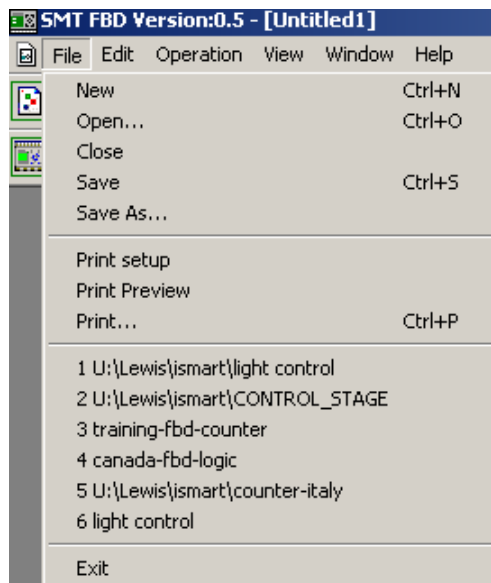 SMT FBD Version:0.5 - [Untitled1]
File Edit Operation View Window Help
New Ctrl+N
Open... Ctrl+O
Close
Save Ctrl+S
Save As...
Print setup
Print Preview
Print... Ctrl+P
1 U:\Lewis\ismart\light control
2 U:\Lewis\ismart\CONTROL_STAGE
3 training-fbd-counter
4 canada-fbd-logic
5 U:\Lewis\ismart\counter-italy
6 light control
Exit